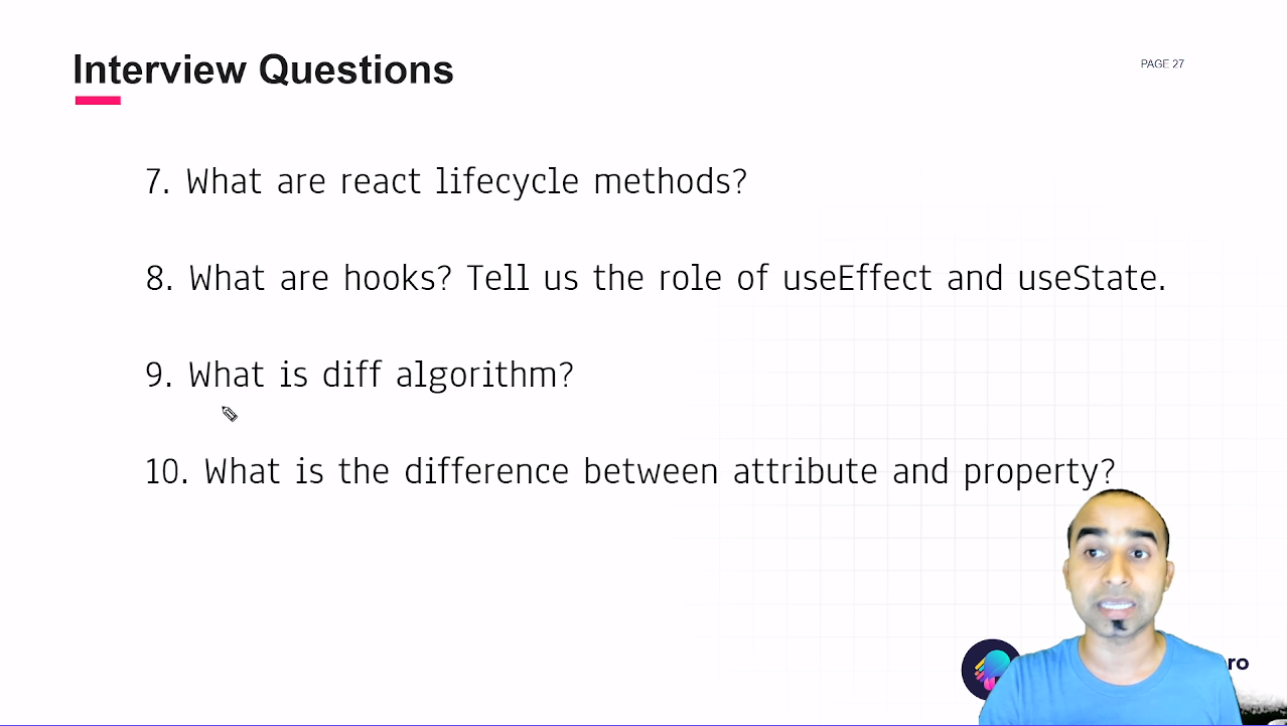 Interview Questions
PAGE 27
7. What are react lifecycle methods?
8. What are hooks? Tell us the role of useEffect and useState.
9. What is diff algorithm?
10. What is the difference between attribute and property?
ro